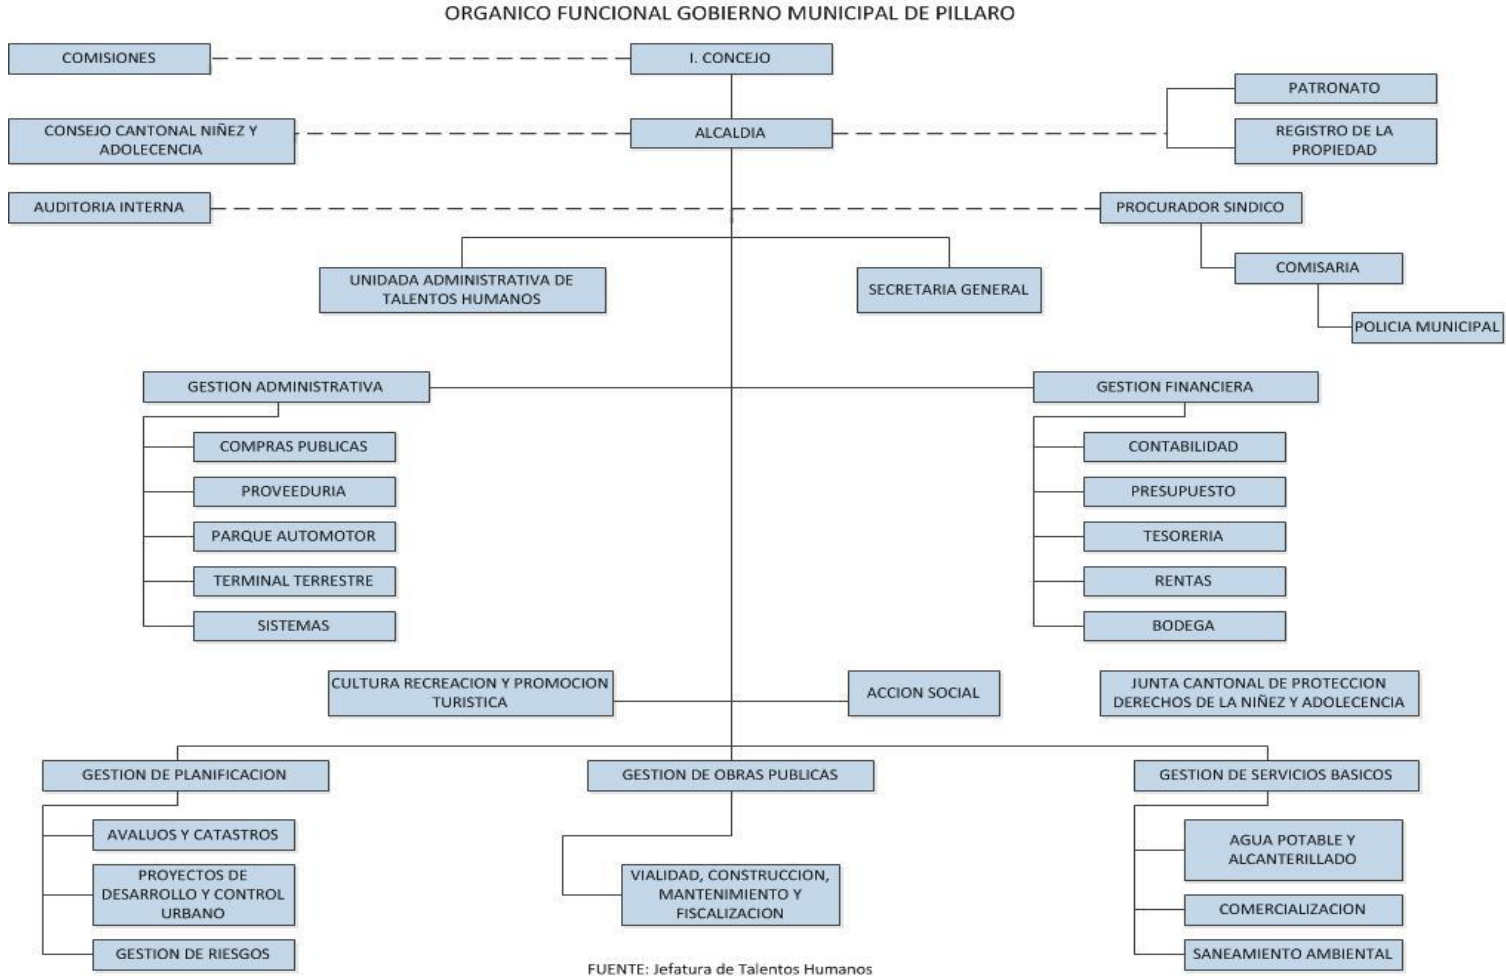 ORGANICO FUNCIONAL GOBIERNO MUNICIPAL DE PILLARO
COMISIONES
I. CONCEJO
PATRONATO
CONSEJO CANTONAL NIÑEZ Y
ADOLECENCIA
ALCALDIA
REGISTRO DE LA
PROPIEDAD
AUDITORIA INTERNA
PROCURADOR SINDICO
COMISARIA
POLICIA MUNICIPAL
UNIDADA ADMINISTRATIVA DE
TALENTOS HUMANOS
SECRETARIA GENERAL
GESTION ADMINISTRATIVA
COMPRAS PUBLICAS
PROVEEDURIA
PARQUE AUTOMOTOR
TERMINAL TERRESTRE
SISTEMAS
GESTION FINANCIERA
CONTABILIDAD
PRESUPUESTO
TESORERIA
RENTAS
BODEGA
CULTURA RECREACION Y PROMOCION
TURISTICA
ACCION SOCIAL
JUNTA CANTONAL DE PROTECCION
DERECHOS DE LA NIÑEZ Y ADOLECENCIA
GESTION DE PLANIFICACION
AVALUOS Y CATASTROS
PROYECTOS DE
DESARROLLO Y CONTROL
URBANO
GESTION DE RIESGOS
GESTION DE OBRAS PUBLICAS
VIALIDAD, CONSTRUCCION,
MANTENIMIENTO Y
FISCALIZACION
GESTION DE SERVICIOS BASICOS
AGUA POTABLE Y
ALCANTERILLADO
COMERCIALIZACION
SANEAMIENTO AMBIENTAL
FUENTE: Jefatura de Talentos Humanos